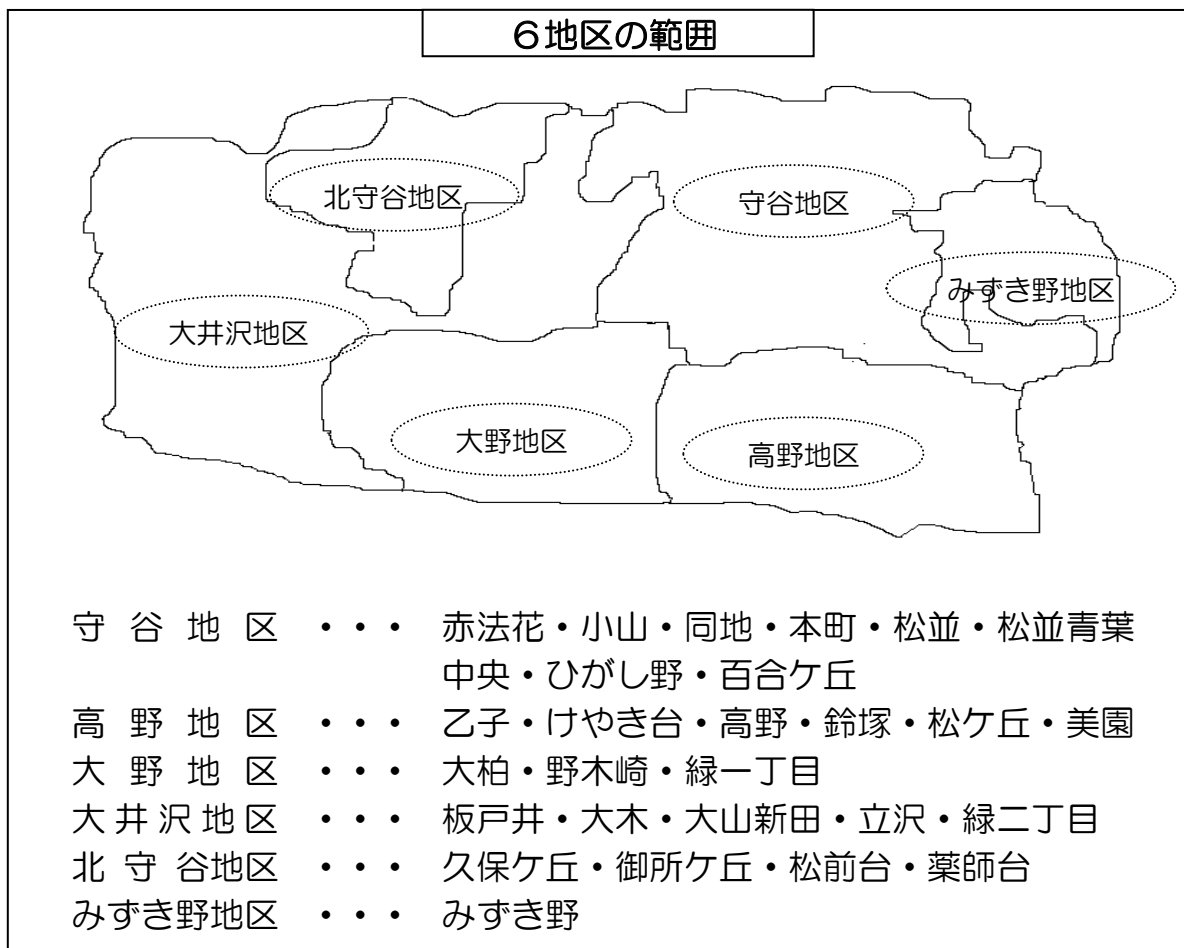 6地区の範囲
北守谷地区
守谷地区
みずき野地区
大井沢地区
大野地区
高野地区
守谷地区 ・・・ 赤法花・小山・同地・本町・松並・松並青葉
中央・ひがし野・百合ケ丘
高野地区 ・・・ 乙子・けやき台・高野・鈴塚・松ケ丘・美園
大野地区 ・・・ 大柏・野木崎・緑一丁目
大井沢地区 ・・・ 板戸井・大木・大山新田・立沢・緑二丁目
北守谷地区 ・・・ 久保ケ丘・御所ケ丘・松前台・薬師台
みずき野地区 ・・・ みずき野